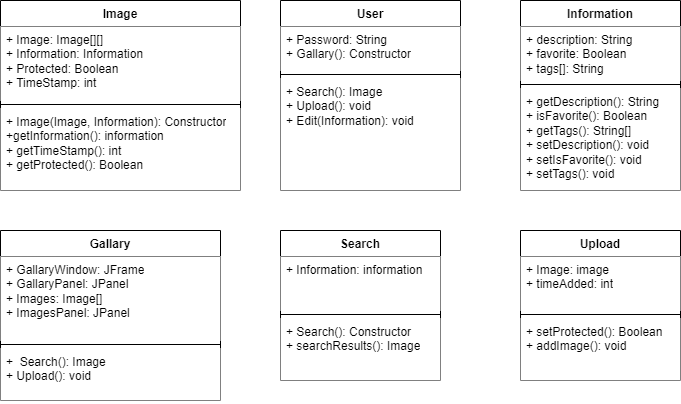 Image
+ Image: Image[][]
+ Information: Information
+ Protected: Boolean
+ TimeStamp: int
+ Image(Image, Information): Constructor
+getInformation(): information
+ getTimeStamp(): int
+ getProtected(): Boolean
User
+ Password: String
+ Gallary(): Constructor
+ Search(): Image
+ Upload(): void
+ Edit(Information): void
Information
+ description: String
+ favorite: Boolean
+ tags[]: String
+ getDescription(): String
+ isFavorite(): Boolean
+ getTags(): String[]
+ setDescription(): void
+ setIsFavorite(): void
+ setTags(): void
Gallary
+ GallaryWindow: JFrame
+ GallaryPanel: JPanel
+ Images: Image[]
+ ImagesPanel: JPanel
+  Search(): Image
+ Upload(): void
Search
+ Information: information
+ Search(): Constructor
+ searchResults(): Image
Upload
+ Image: image
+ timeAdded: int
+ setProtected(): Boolean
+ addImage(): void